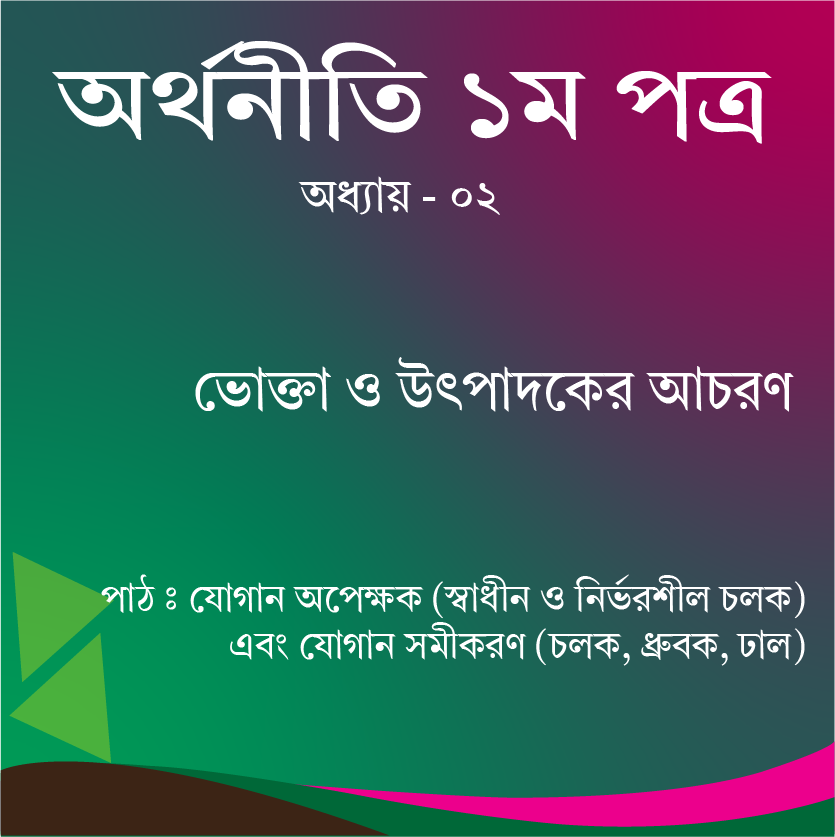 অর্থনীতি ১ম পত্র
অধ্যায় - ০২
ভোক্তা ও উৎপাদকের আচরণ
পাঠ ঃ যোগান অপেক্ষক (স্বাধীন ও নির্ভরশীল চলক)
এবং যোগান সমীকরণ (চলক, ধ্রুবক, ঢাল)